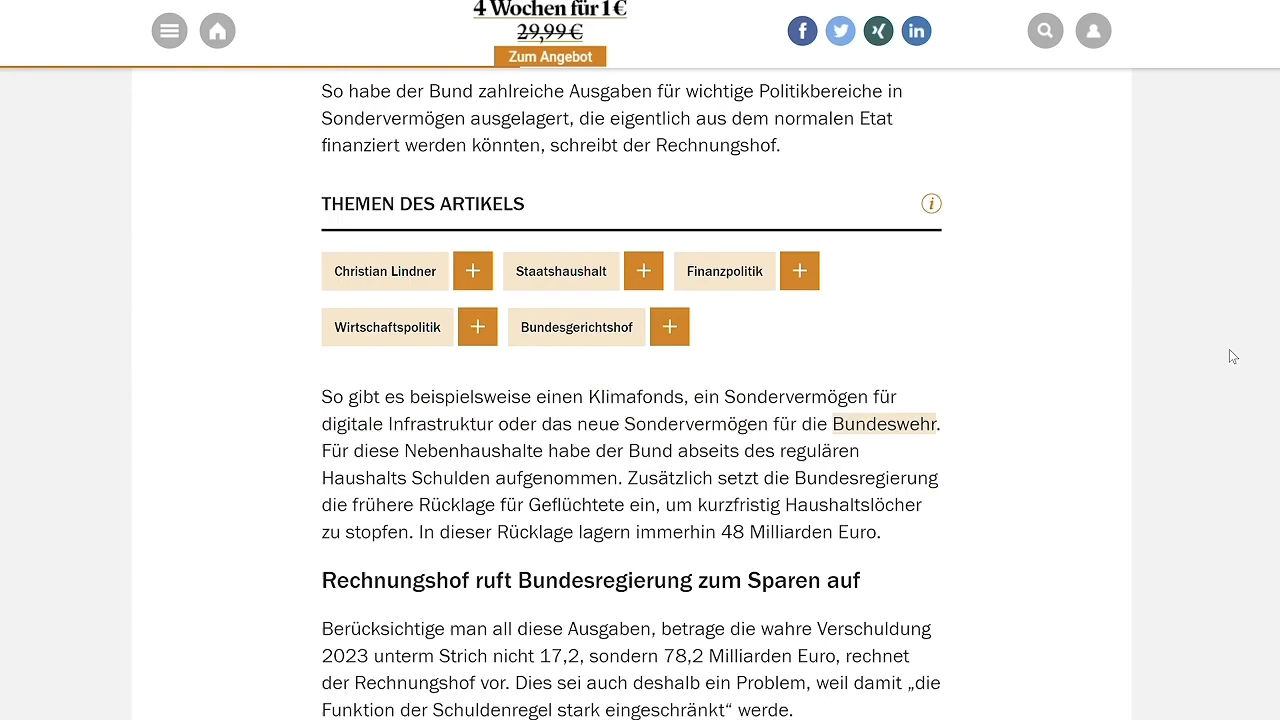 4 Wochen für 1 €
29,99 €
Zum Angebot
So habe der Bund zahlreiche Ausgaben für wichtige Politikbereiche in
Sondervermögen ausgelagert, die eigentlich aus dem normalen Etat
finanziert werden könnten, schreibt der Rechnungshof.
THEMEN DES ARTIKELS
Christian Lindner + Staatshaushalt + Finanzpolitik +
Wirtschaftspolitik + Bundesgerichtshof +
So gibt es beispielsweise einen Klimafonds, ein Sondervermögen für
digitale Infrastruktur oder das neue Sondervermögen für die Bundeswehr.
Für diese Nebenhaushalte habe der Bund abseits des regulären
Haushalts Schulden aufgenommen. Zusätzlich setzt die Bundesregierung
die frühere Rücklage für Geflüchtete ein, um kurzfristig Haushaltslöcher
zu stopfen. In dieser Rücklage lagern immerhin 48 Milliarden Euro.
Rechnungshof ruft Bundesregierung zum Sparen auf
Berücksichtige man all diese Ausgaben, betrage die wahre Verschuldung
2023 unterm Strich nicht 17,2, sondern 78,2 Milliarden Euro, rechnet
der Rechnungshof vor. Dies sei auch deshalb ein Problem, weil damit „die
Funktion der Schuldenregel stark eingeschränkt“ werde.